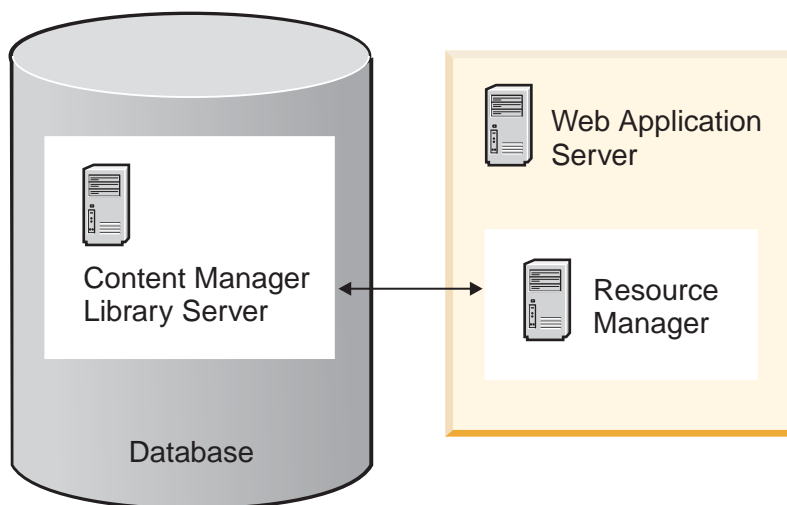 Content Manager
Library Server
Database
Web Application
Server
Resource
Manager